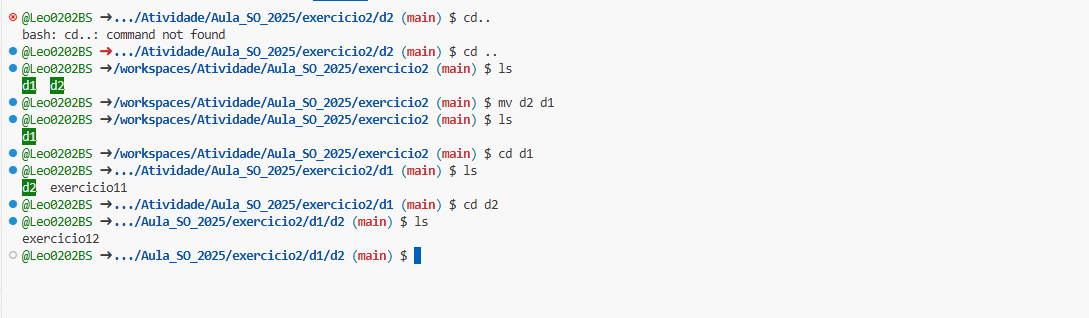 @Leo0202BS ➜.../Atividade/Aula_SO_2025/exercicio2/d2 (main) $ cd..
bash: cd..: command not found
@Leo0202BS ➜.../Atividade/Aula_SO_2025/exercicio2/d2 (main) $ cd ..
@Leo0202BS ➜/workspaces/Atividade/Aula_SO_2025/exercicio2 (main) $ ls
d1  d2
@Leo0202BS ➜/workspaces/Atividade/Aula_SO_2025/exercicio2 (main) $ mv d2 d1
@Leo0202BS ➜/workspaces/Atividade/Aula_SO_2025/exercicio2 (main) $ ls
d1
@Leo0202BS ➜/workspaces/Atividade/Aula_SO_2025/exercicio2 (main) $ cd d1
@Leo0202BS ➜.../Atividade/Aula_SO_2025/exercicio2/d1 (main) $ ls
d2  exercicio11
@Leo0202BS ➜.../Atividade/Aula_SO_2025/exercicio2/d1 (main) $ cd d2
@Leo0202BS ➜.../Aula_SO_2025/exercicio2/d1/d2 (main) $ ls
exercicio12
@Leo0202BS ➜.../Aula_SO_2025/exercicio2/d1/d2 (main) $